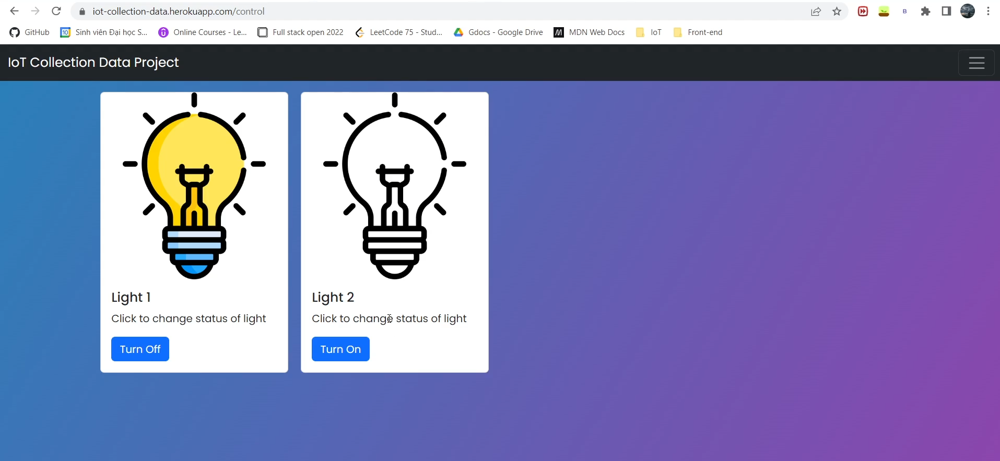 iot-collection-data.herokuapp.com/control
B
GitHub 10 Sinh viên Đại học S... Online Courses - Le... Full stack open 2022 LeetCode 75 - Stud... Gdocs - Google Drive M MDN Web Docs IoT Front-end
IoT Collection Data Project
Light 1
Click to change status of light
Turn Off
Light 2
Click to change status of light
Turn On